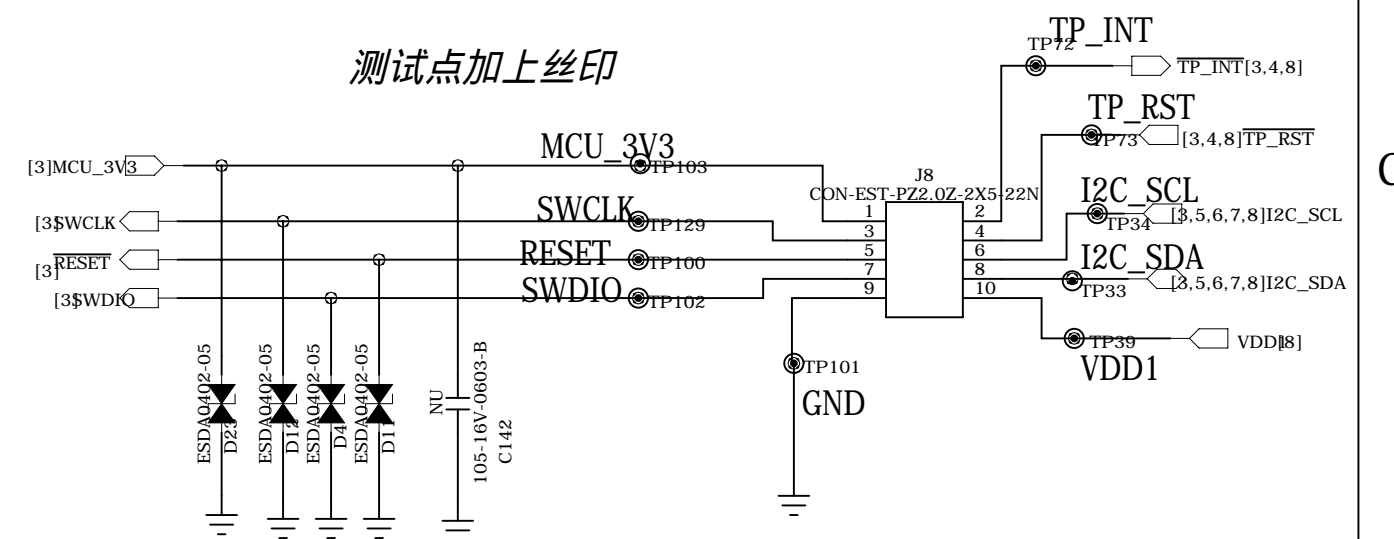 测试点加上丝印
TP_INT
TP72
TP_INT[3,4,8]
TP_RST
TP73
[3,4,8]TP_RST
[3]MCU_3V3
MCU_3V3
TP103
J8
CON-EST-PZ2.0Z-2X5-22N
I2C_SCL
TP34
[3,5,6,7,8]I2C_SCL
[3]SWCLK
SWCLK
TP129
[3]RESET
RESET
TP100
[3]SWDIO
SWDIO
TP102
1
2
3
4
5
6
7
8
9
10
I2C_SDA
TP33
[3,5,6,7,8]I2C_SDA
TP39
VDD1[8]
VDD1
TP101
GND
ESDA0402-05
D23
ESDA0402-05
D12
ESDA0402-05
D4
ESDA0402-05
D11
NU
105-16V-0603-B
C142